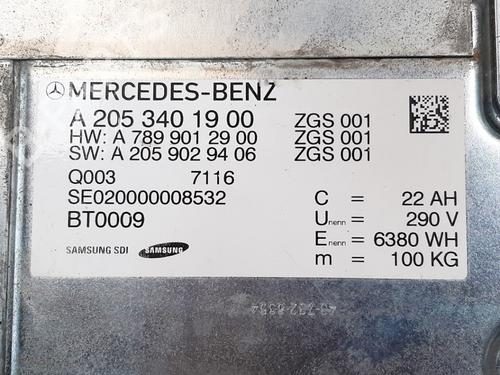 MERCEDES-BENZ
A 205 340 19 00 ZGS 001
HW: A 789 901 29 00 ZGS 001
SW: A 205 902 94 06 ZGS 001
Q003 7116
SE020000008532
BT0009
C = 22 AH
Unenn = 290 V
Enenn = 6380 WH
m = 100 KG
SAMSUNG SDI SAMSUNG